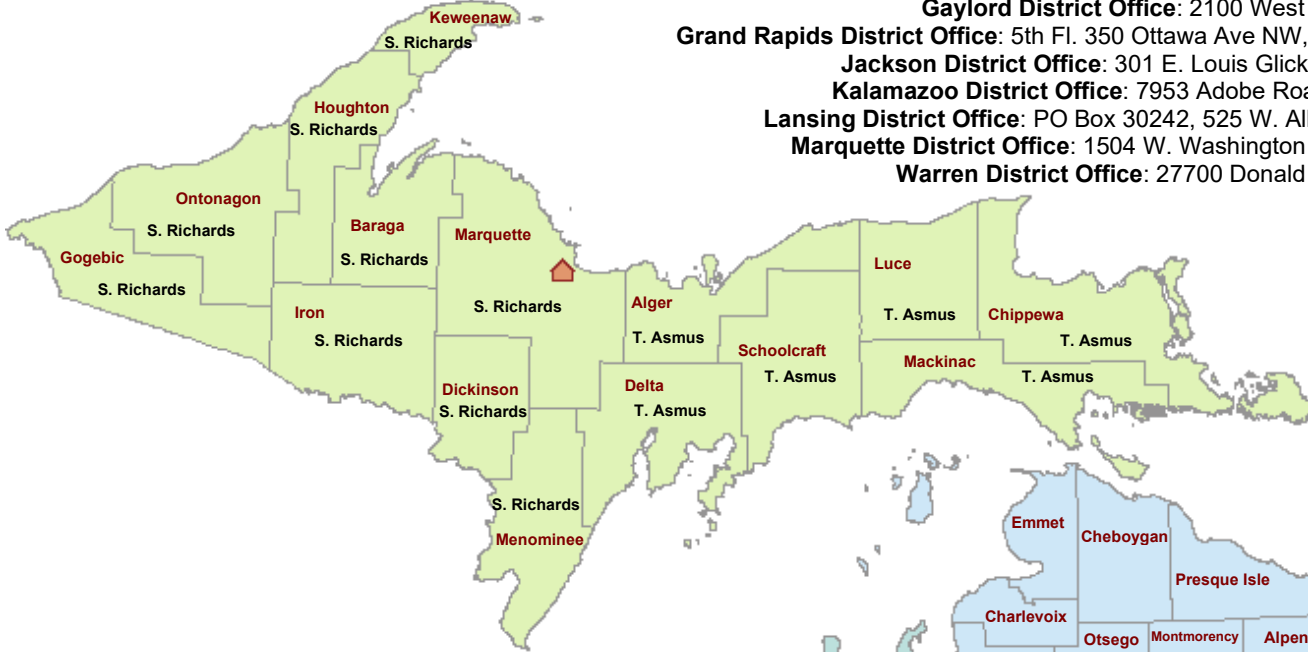 Gaylord District Office: 2100 West
Grand Rapids District Office: 5th Fl. 350 Ottawa Ave NW,
Jackson District Office: 301 E. Louis Glick
Kalamazoo District Office: 7953 Adobe Roa
Lansing District Office: PO Box 30242, 525 W. All
Marquette District Office: 1504 W. Washington
Warren District Office: 27700 Donald
Keweenaw
S. Richards
Houghton
S. Richards
Ontonagon
S. Richards
Baraga
S. Richards
Marquette
S. Richards
Gogebic
S. Richards
Iron
S. Richards
Alger
T. Asmus
Luce
T. Asmus
Chippewa
T. Asmus
Schoolcraft
T. Asmus
Mackinac
T. Asmus
Dickinson
S. Richards
Delta
T. Asmus
S. Richards
Menominee
Emmet
Cheboygan
Presque Isle
Charlevoix
Otsego
Montmorency
Alpen